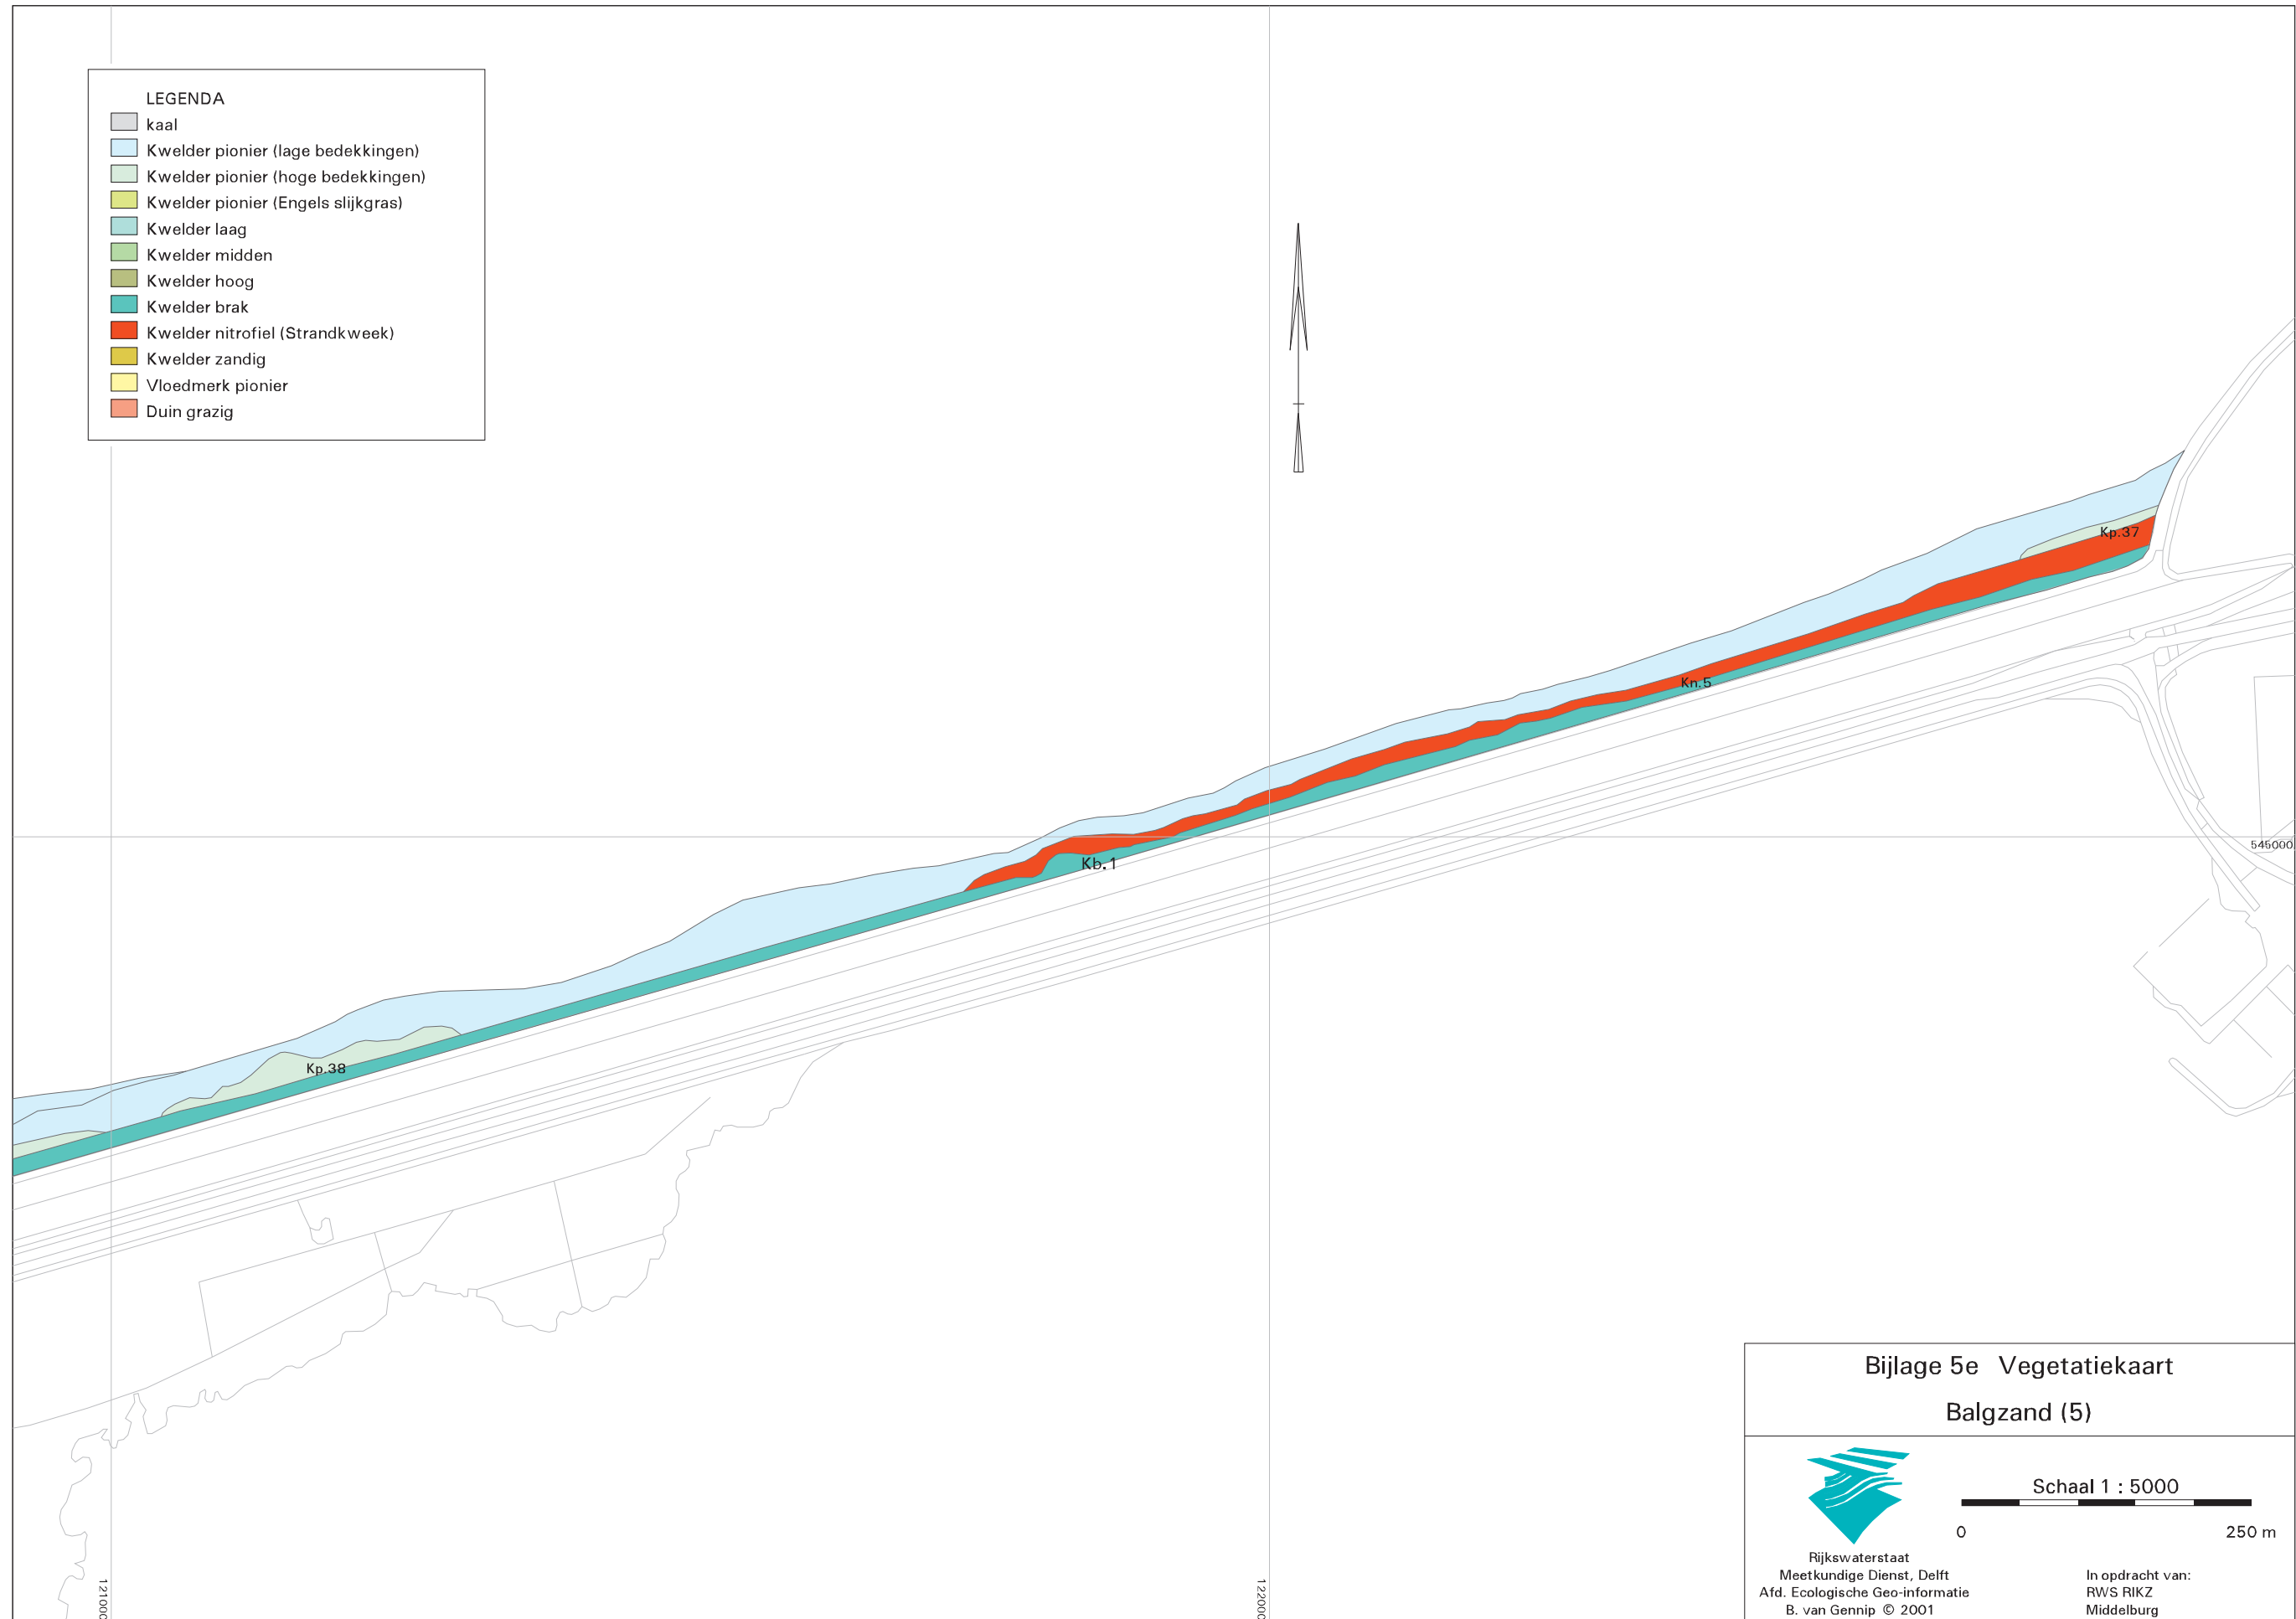 LEGENDA
kaal
Kwelder pionier (lage bedekkingen)
Kwelder pionier (hoge bedekkingen)
Kwelder pionier (Engels slijkgras)
Kwelder laag
Kwelder midden
Kwelder hoog
Kwelder brak
Kwelder nitrofiel (Strandkweek)
Kwelder zandig
Vloedmerk pionier
Duin grazig
Kp.37
Kn.5
545000
Kb.1
Kp.38
121000
122000
Bijlage 5e Vegetatiekaart
Balgzand (5)
Schaal 1 : 5000
0 250 m
Rijkswaterstaat
Meetkundige Dienst, Delft
Afd. Ecologische Geo-informatie
B. van Gennip © 2001
In opdracht van:
RWS RIKZ
Middelburg